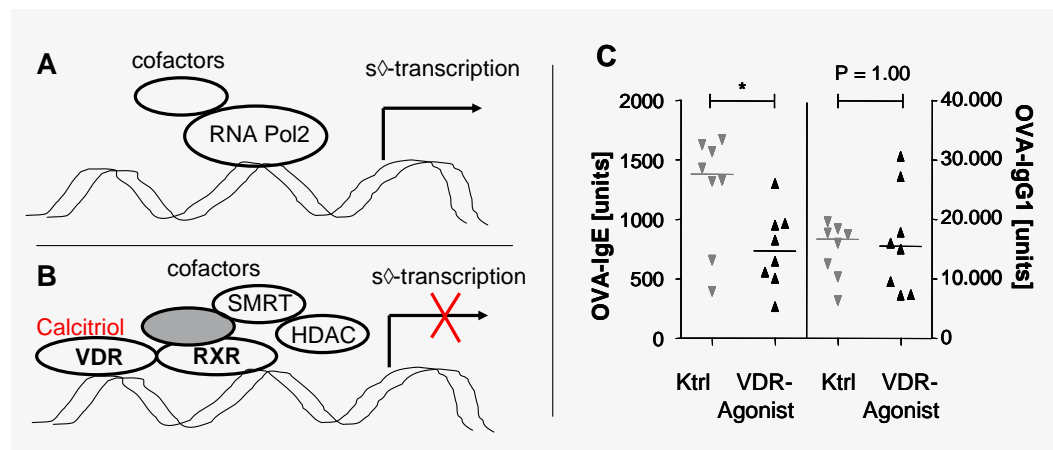 A
cofactors
s◊-transcription
RNA Pol2
B
cofactors
s◊-transcription
SMRT
Calcitriol
HDAC
VDR
RXR
C
*
P = 1.00
2000
1500
1000
500
0
OVA-IgE [units]
40.000
30.000
20.000
10.000
0
OVA-IgG1 [units]
Ktrl
VDR-
Agonist
Ktrl
VDR-
Agonist